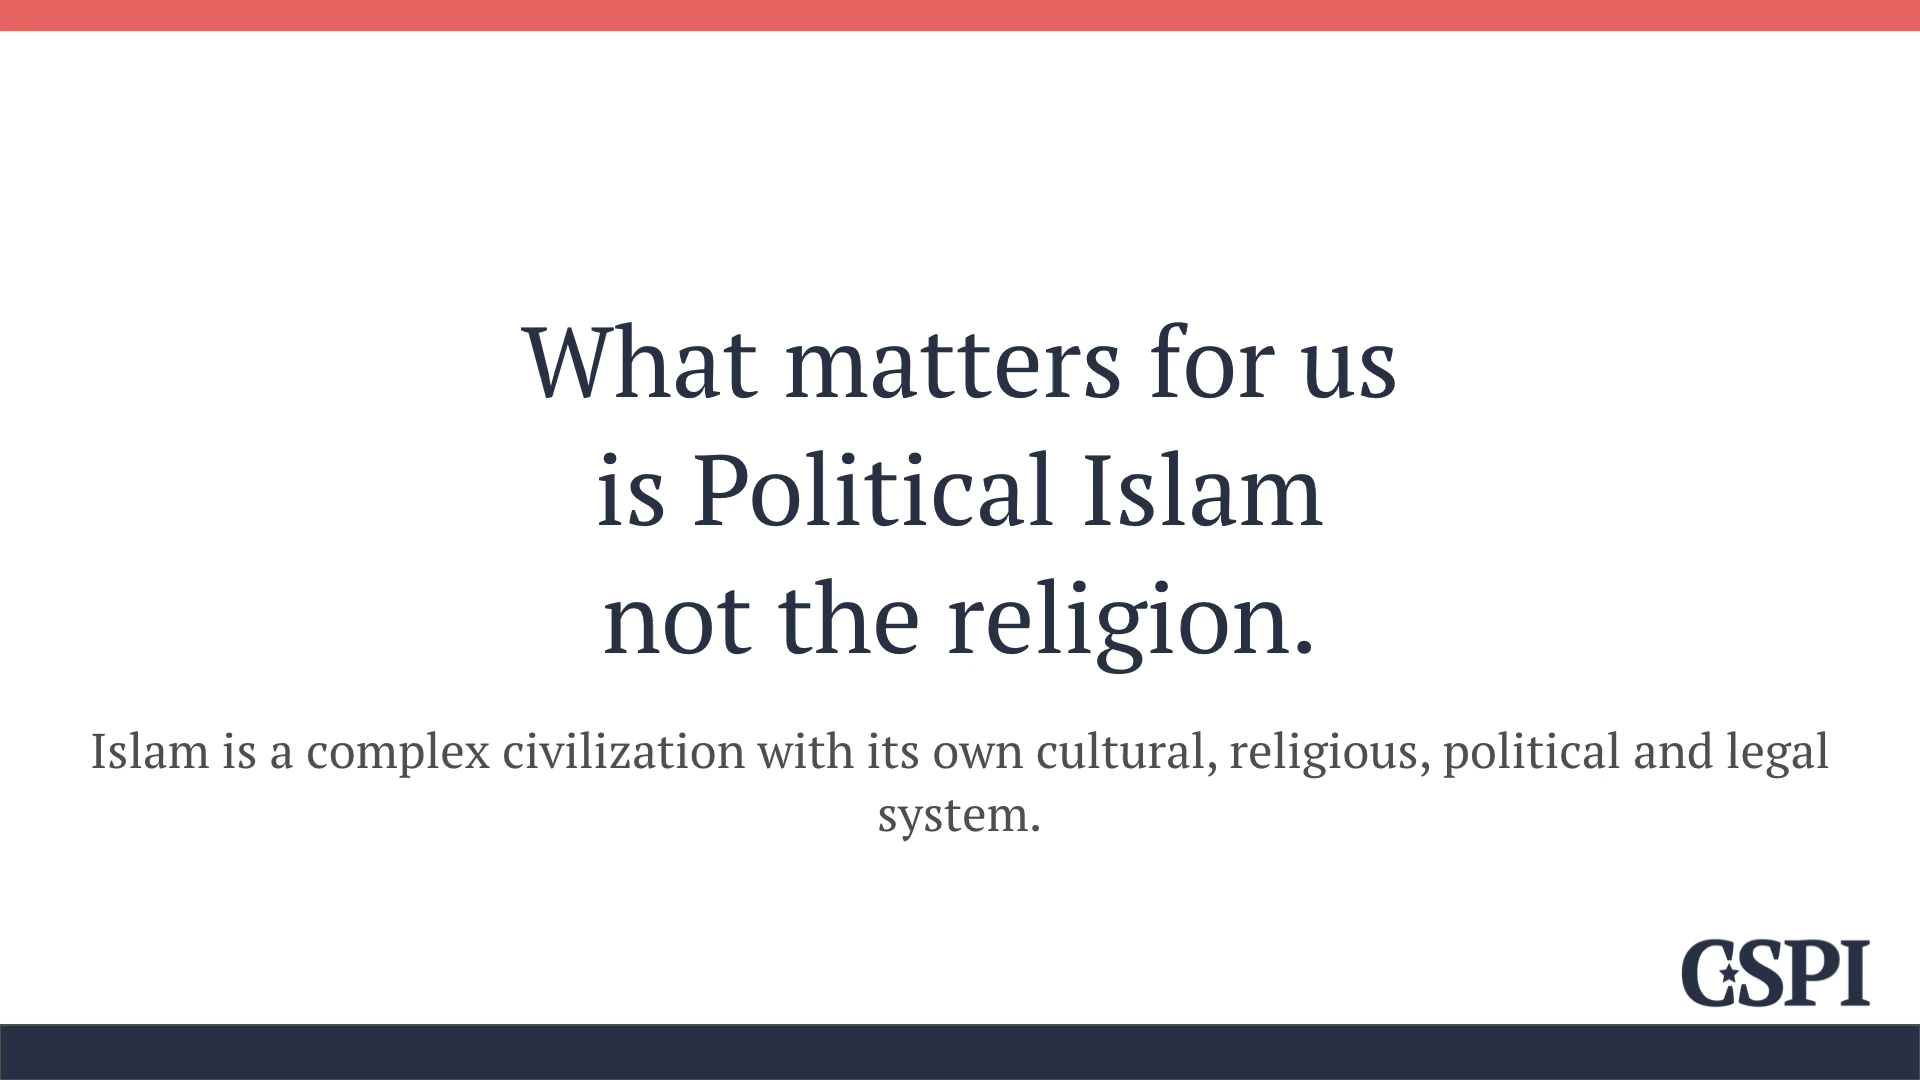 What matters for us
is Political Islam
not the religion.
Islam is a complex civilization with its own cultural, religious, political and legal
system.
CSPI